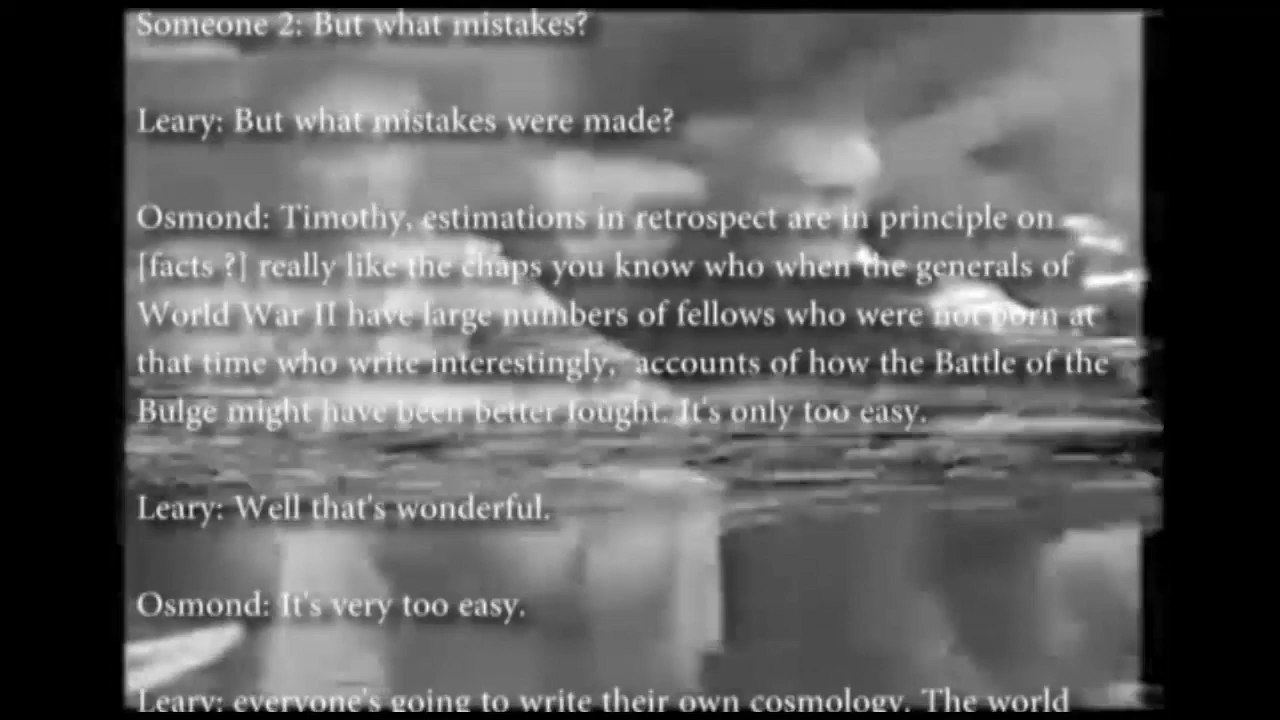 Someone 2: But what mistakes?
Leary: But what mistakes were made?
Osmond: Timothy, estimations in retrospect are in principle on
[facts ?] really like the chaps you know who when the generals of
World War II have large numbers of fellows who were not born at
that time who write interestingly, accounts of how the Battle of the
Bulge might have been better fought. It's only too easy.
Leary: Well that's wonderful.
Osmond: It's very too easy.
Leary: everyone's going to write their own cosmology. The world